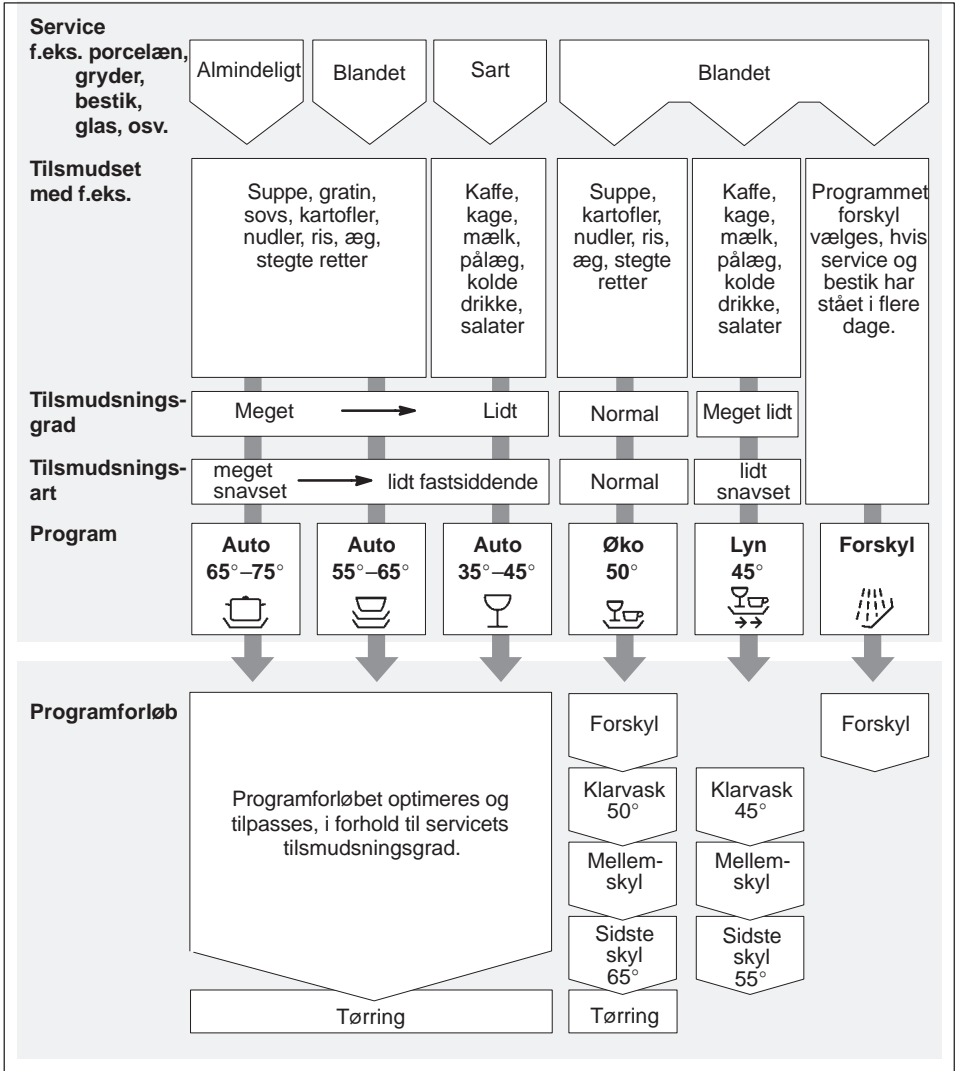 Service
f.eks. porcelæn,
gryder,
bestik,
glas, osv.
Almindeligt
Blandet
Sart
Blandet
Tilsmudset
med f.eks.
Suppe, gratin,
sovs, kartofler,
nudler, ris, æg,
stegte retter
Kaffe,
kage,
mælk,
pålæg,
kolde
drikke,
salater
Suppe,
kartofler,
nudler, ris,
æg, stegte
retter
Kaffe,
kage,
mælk,
pålæg,
kolde
drikke,
salater
Programmet
forskyl
vælges, hvis
service og
bestik har
stået i flere
dage.
Tilsmudsnings-
grad
Meget
Lidt
Normal
Meget lidt
Tilsmudsnings-
art
meget
snavset
lidt fastsiddende
Normal
lidt
snavset
Program
Auto
65°–75°
Auto
55°–65°
Auto
35°–45°
Øko
50°
Lyn
45°
Forskyl
Programforløb
Programforløbet optimeres og
tilpasses, i forhold til servicets
tilsmudsningsgrad.
Tørring
Forskyl
Klarvask
50°
Mellem-
skyl
Sidste
skyl
65°
Tørring
Klarvask
45°
Mellem-
skyl
Sidste
skyl
55°
Forskyl